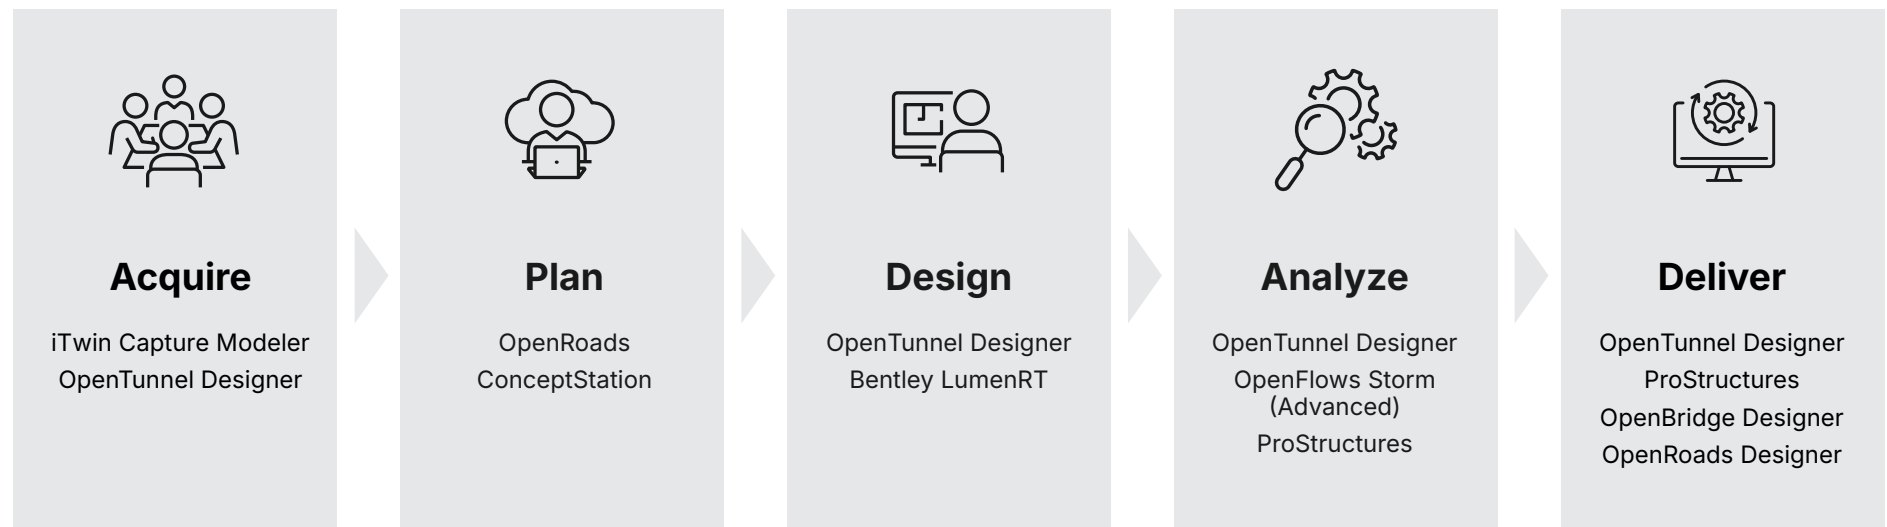 Acquire
iTwin Capture Modeler
OpenTunnel Designer
Plan
OpenRoads
ConceptStation
Design
OpenTunnel Designer
Bentley LumenRT
Analyze
OpenTunnel Designer
OpenFlows Storm
(Advanced)
ProStructures
Deliver
OpenTunnel Designer
ProStructures
OpenBridge Designer
OpenRoads Designer